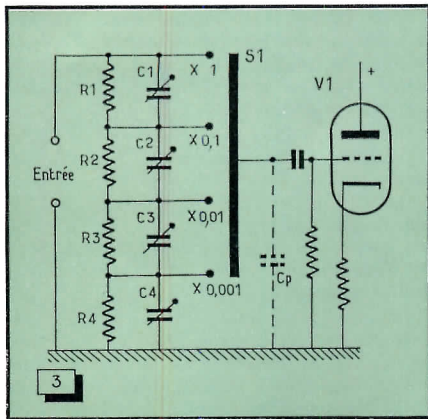 S1
C1
X 1
V1
+
R1
C2
X 0,1
Entrée
R2
C3
X 0,01
R3
Cp
C4
X 0,001
R4
3